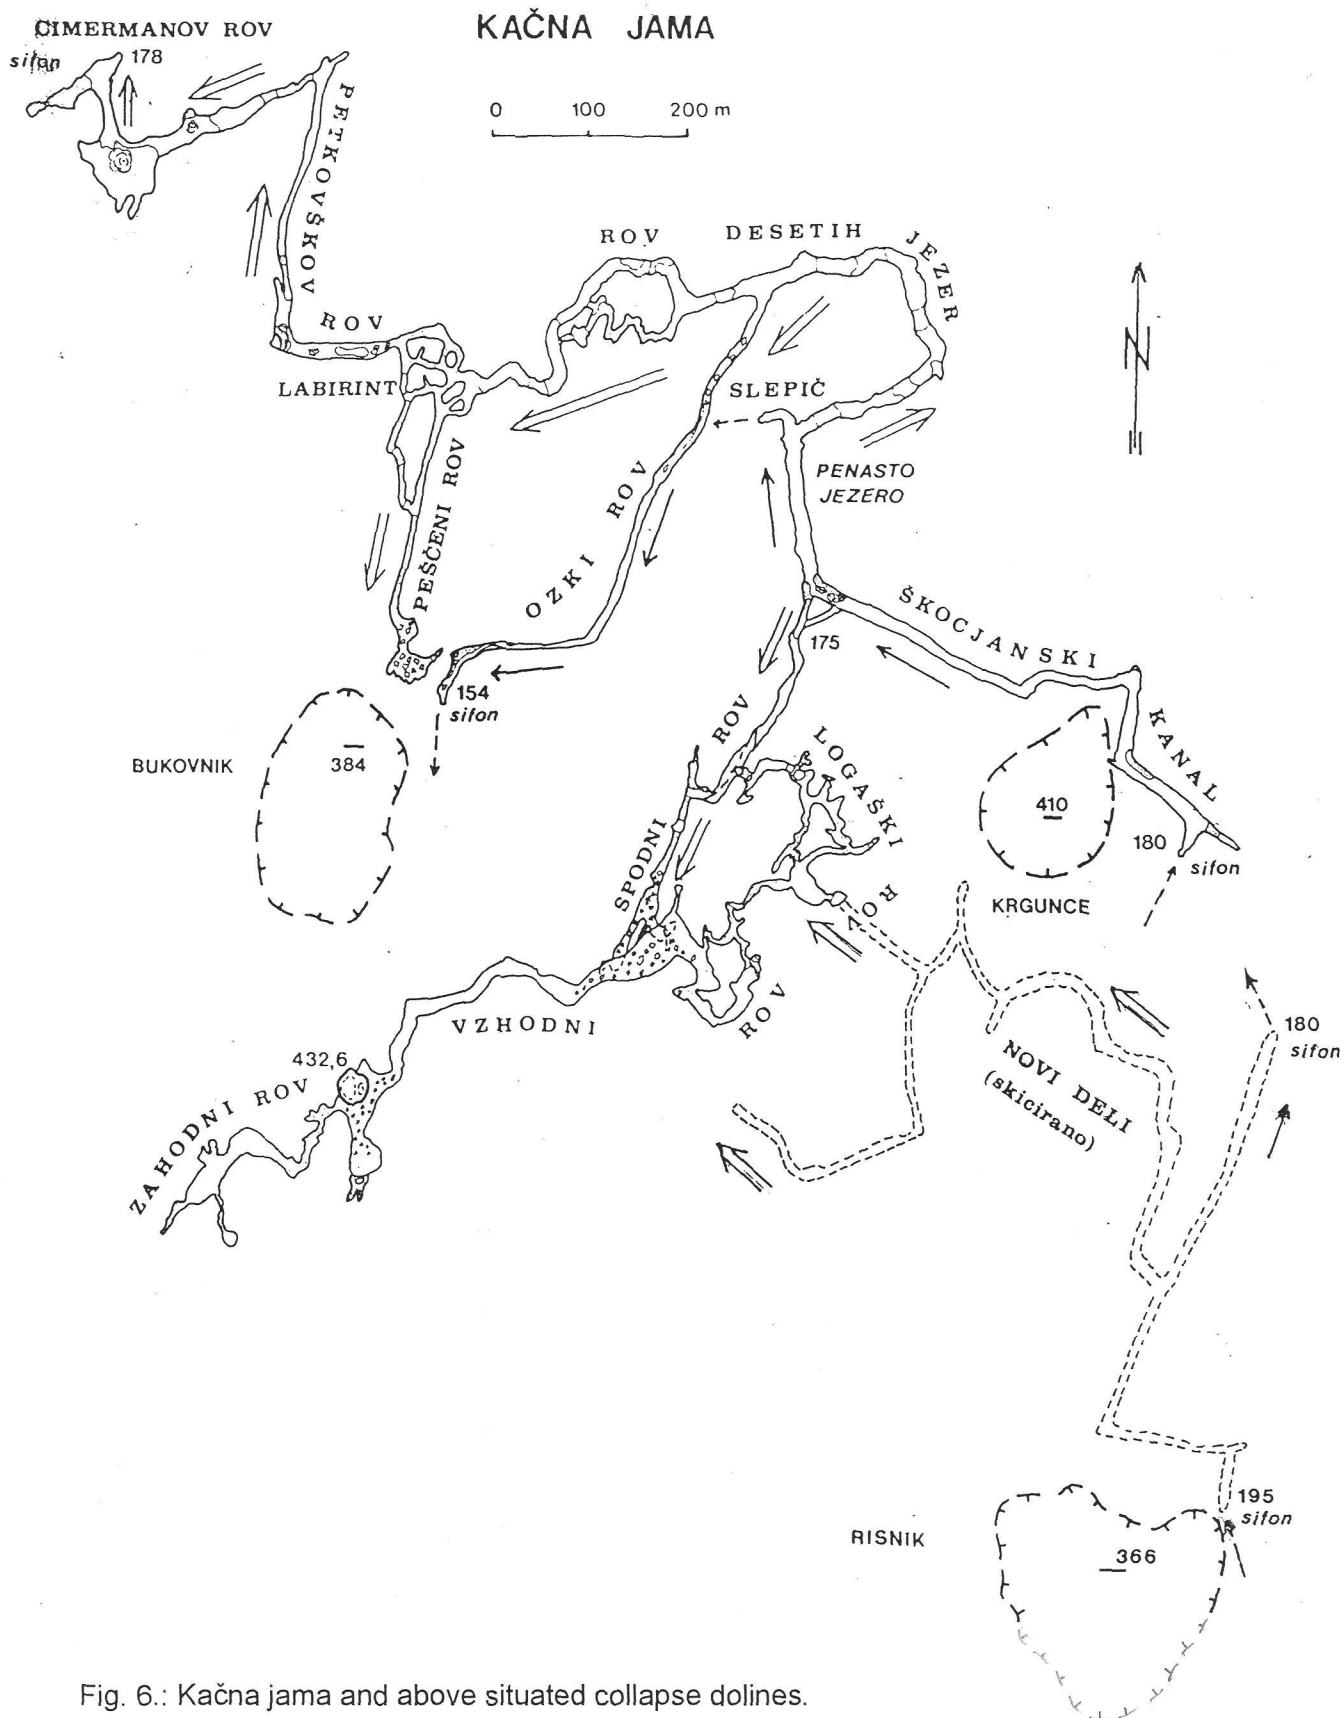 KAČNA JAMA
CIMERMANOV ROV
sifon
178
0 100 200 m
PETKOVŠKOV
ROV
ROV DESETIH JEZER
LABIRINT
SLEPIČ
PENASTO
JEZERO
PEŠČENI ROV
OZKI ROV
ŠKOCJANSKI
KANAL
175
154
sifon
BUKOVNIK
384
ROV
SPODNI
LOGAŠKI
ROV
410
180
sifon
KRGUNCE
VZHODNI
ROV
180
sifon
NOVI DELI
(skicirano)
432,6
ZAHODNI ROV
195
sifon
RISNIK
366
N
Fig. 6.: Kačna jama and above situated collapse dolines.